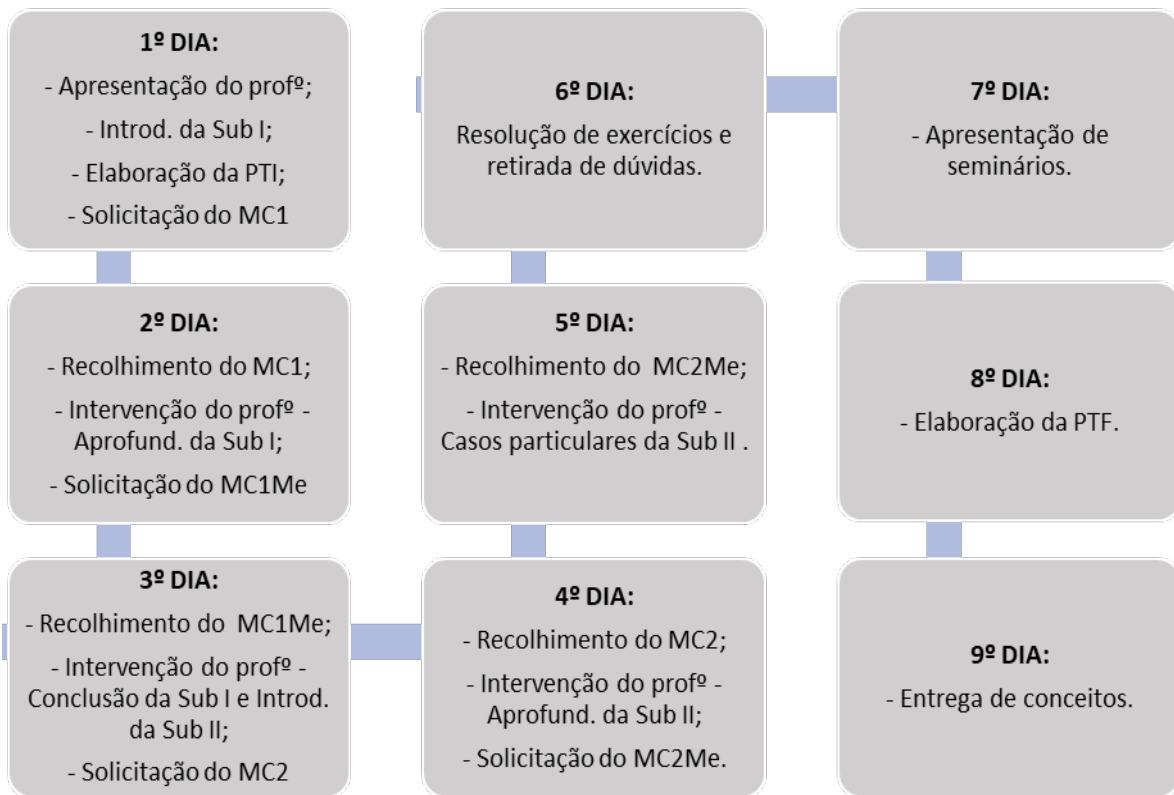 1º DIA:
- Apresentação do profº;
- Introd. da Sub I;
- Elaboração da PTI;
- Solicitação do MC1
2º DIA:
- Recolhimento do MC1;
- Intervenção do profº -
Aprofund. da Sub I;
- Solicitação do MC1Me
3º DIA:
- Recolhimento do MC1Me;
- Intervenção do profº -
Conclusão da Sub I e Introd.
da Sub II;
- Solicitação do MC2
4º DIA:
- Recolhimento do MC2;
- Intervenção do profº -
Aprofund. da Sub II;
- Solicitação do MC2Me.
5º DIA:
- Recolhimento do MC2Me;
- Intervenção do profº -
Casos particulares da Sub II .
6º DIA:
Resolução de exercícios e
retirada de dúvidas.
7º DIA:
- Apresentação de
seminários.
8º DIA:
- Elaboração da PTF.
9º DIA:
- Entrega de conceitos.